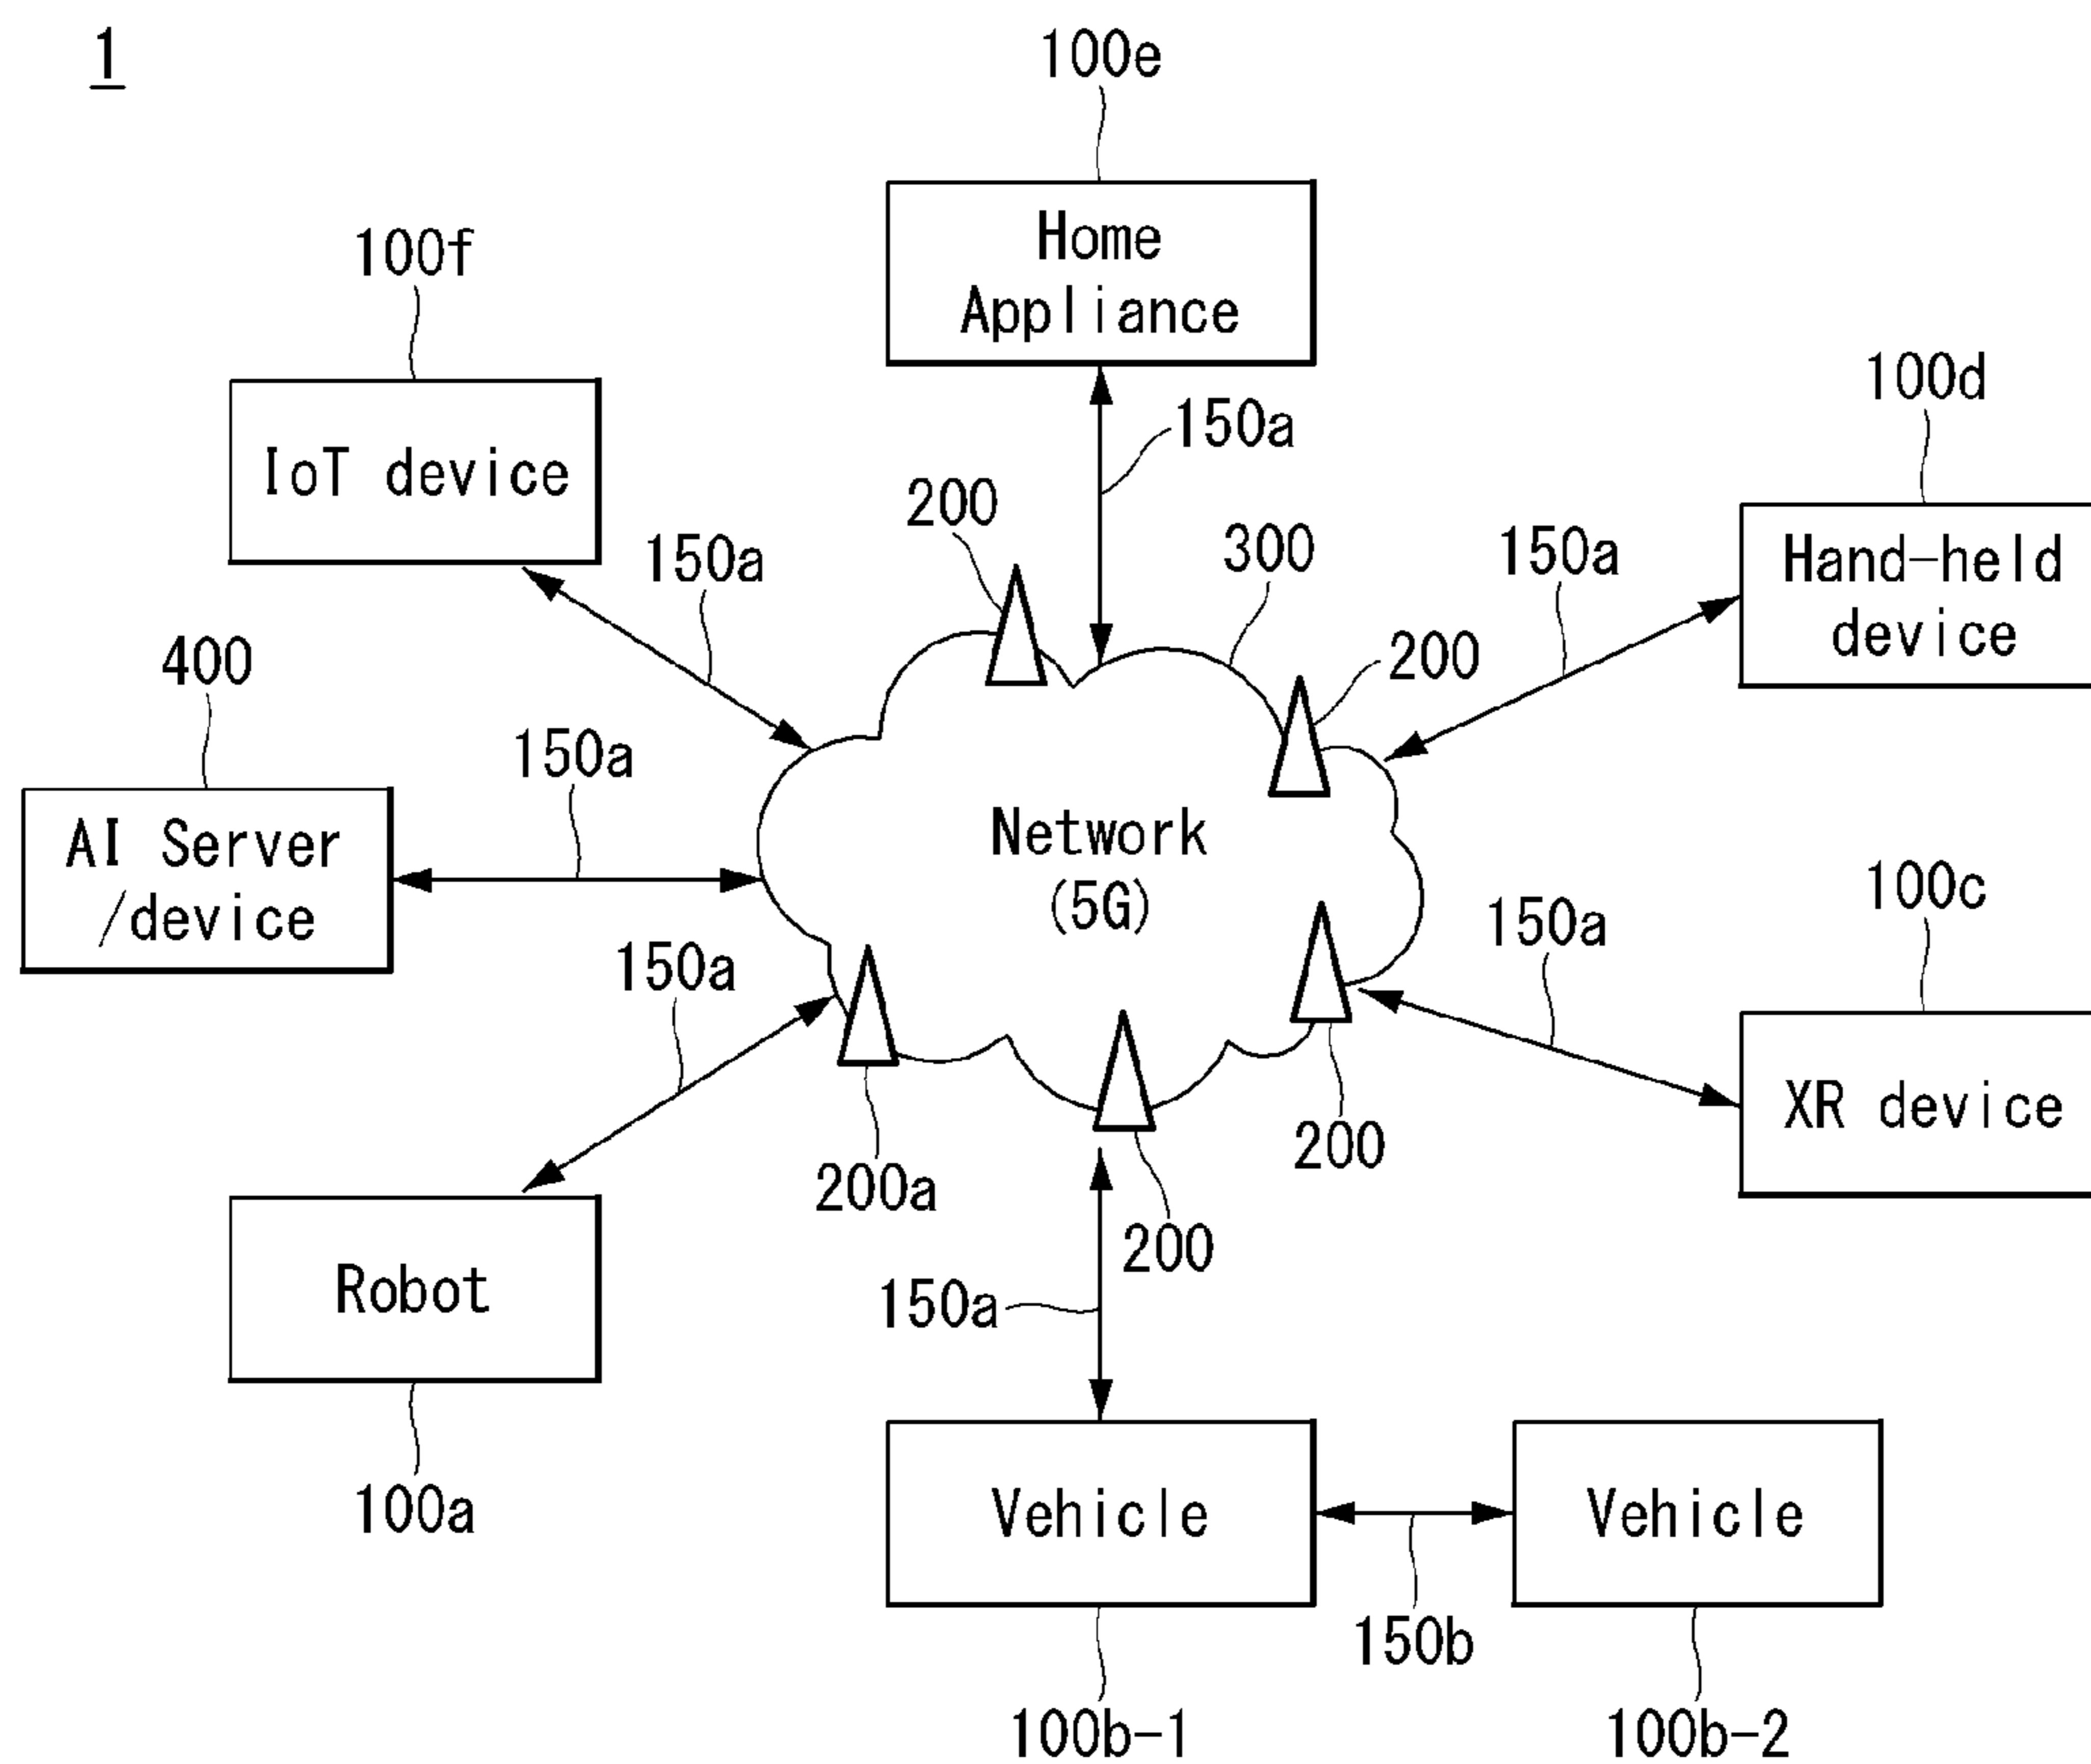 1
100e
Home
Appliance
100f
IoT device
150a
100d
Hand-held
device
200
300
150a
150a
200
400
AI Server
/device
150a
Network
(5G)
100c
XR device
150a
150a
200a
200
200
Robot
100a
150a
Vehicle
Vehicle
150b
100b-1
100b-2